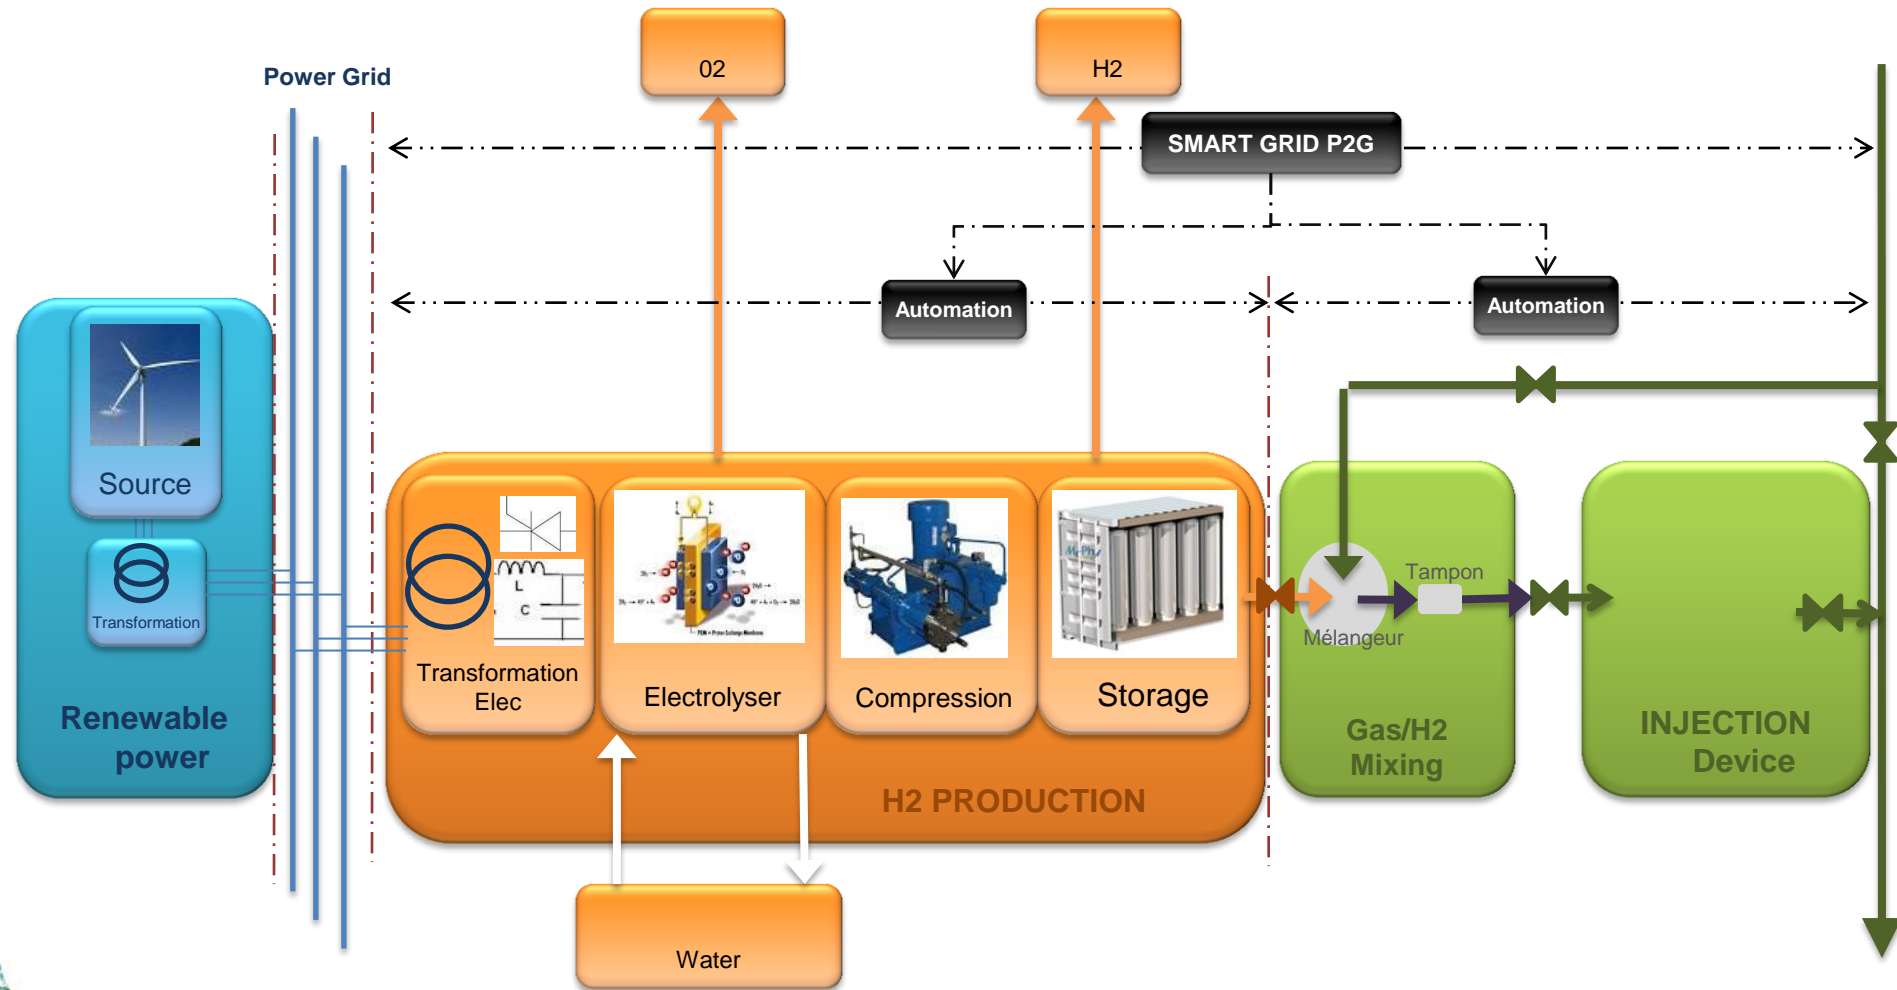 02
H2
Power Grid
SMART GRID P2G
Automation
Automation
Source
Transformation
Renewable
power
L
C
Transformation
Elec
Electrolyser
Compression
Storage
H2 PRODUCTION
Water
Tampon
Mélangeur
Gas/H2
Mixing
INJECTION
Device